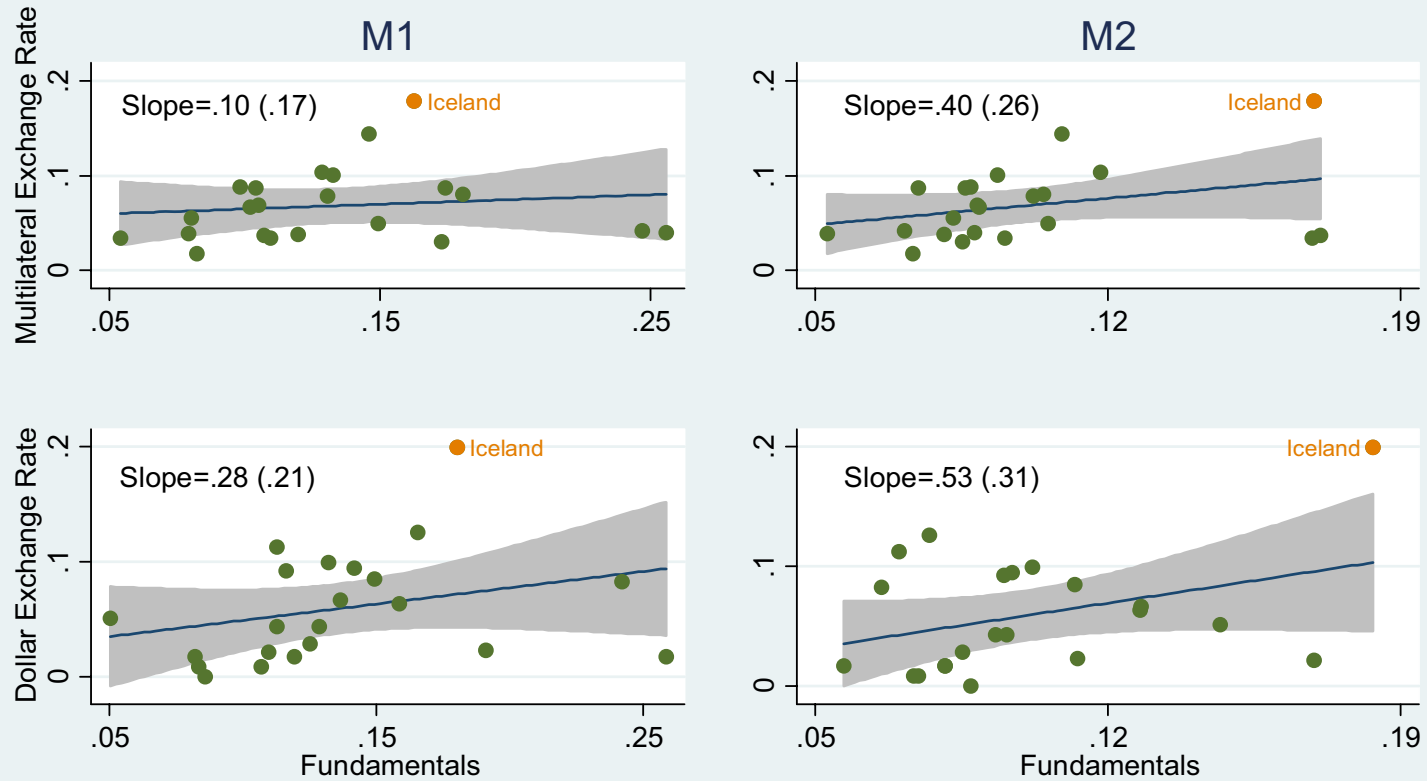 M1
M2
Multilateral Exchange Rate
.2
.1
0
Slope=.10 (.17)
Iceland
.05
.15
.25
.2
.1
0
Slope=.40 (.26)
Iceland
.05
.12
.19
Dollar Exchange Rate
.2
.1
0
Slope=.28 (.21)
Iceland
.05
.15
.25
Fundamentals
.2
.1
0
Slope=.53 (.31)
Iceland
.05
.12
.19
Fundamentals